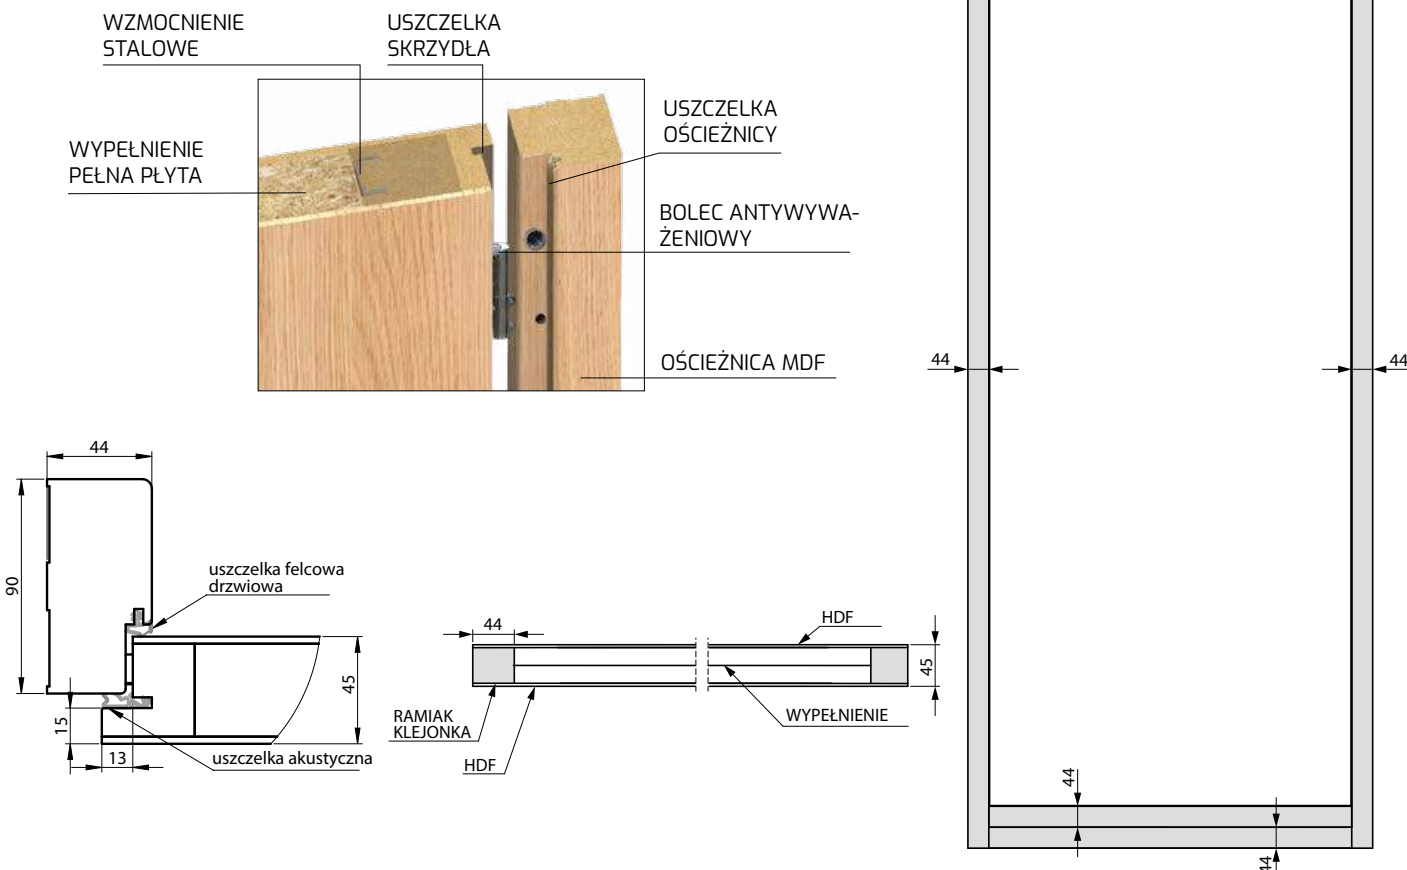 WZMOCNIENIE
STALOWE
USZCZELKA
SKRZYDŁA
WYPEŁNIENIE
PEŁNA PŁYTA
USZCZELKA
OŚCIEŻNICY
BOLEC ANTYWYWA-
ŻENIOWY
OŚCIEŻNICA MDF
44
44
44
90
uszczelka felcowa
drzwiowa
45
15
13
uszczelka akustyczna
44
HDF
45
RAMIAK
KLEJONKA
WYPEŁNIENIE
HDF
44
44